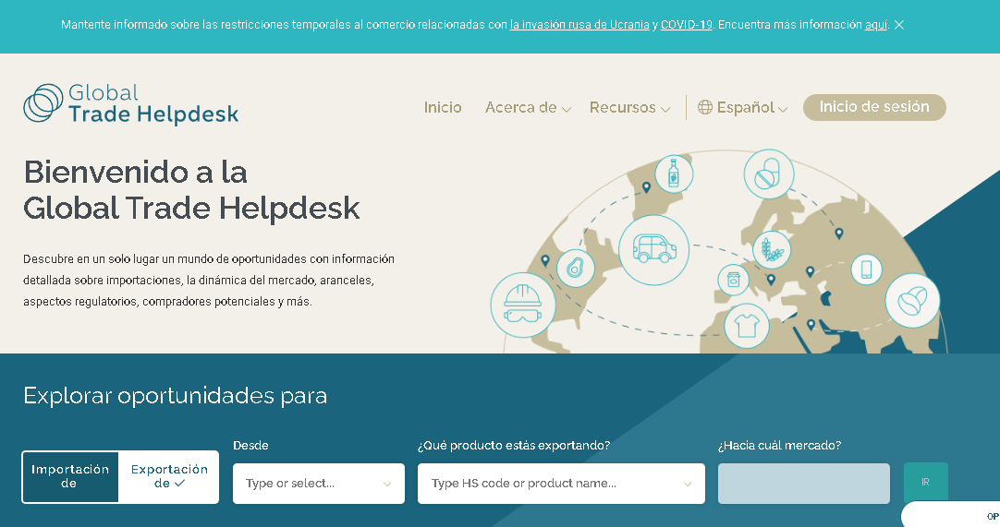 Mantente informado sobre las restricciones temporales al comercio relacionadas con la invasión rusa de Ucrania y COVID-19. Encuentra más información aquí.
Global
Trade Helpdesk
Inicio
Acerca de
Recursos
Español
Inicio de sesión
Bienvenido a la
Global Trade Helpdesk
Descubre en un solo lugar un mundo de oportunidades con información
detallada sobre importaciones, la dinámica del mercado, aranceles,
aspectos regulatorios, compradores potenciales y más.
Explorar oportunidades para
Importación
de
Exportación
de
Desde
Type or select...
¿Qué producto estás exportando?
Type HS code or product name...
¿Hacia cuál mercado?
IR
OP